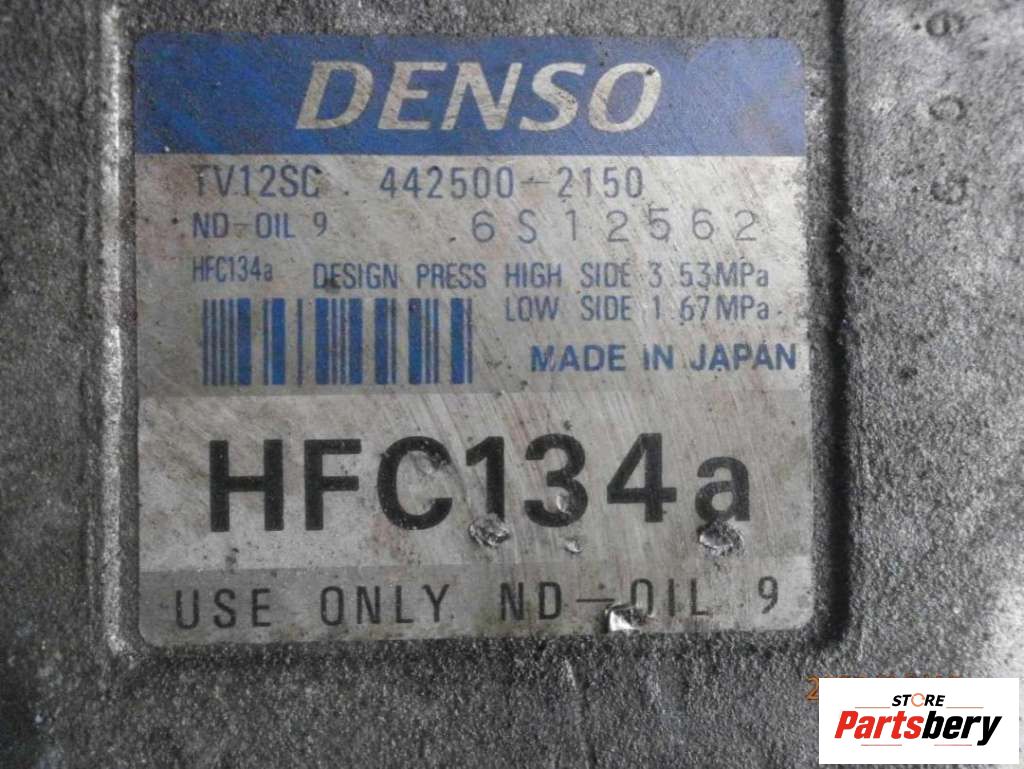 DENSO
TV12SC 442500-2150
ND-OIL 9 6S12562
HFC134a DESIGN PRESS HIGH SIDE 3.53MPa
LOW SIDE 1.67MPa
MADE IN JAPAN
HFC134a
USE ONLY ND-OIL 9
STORE
Partsbery